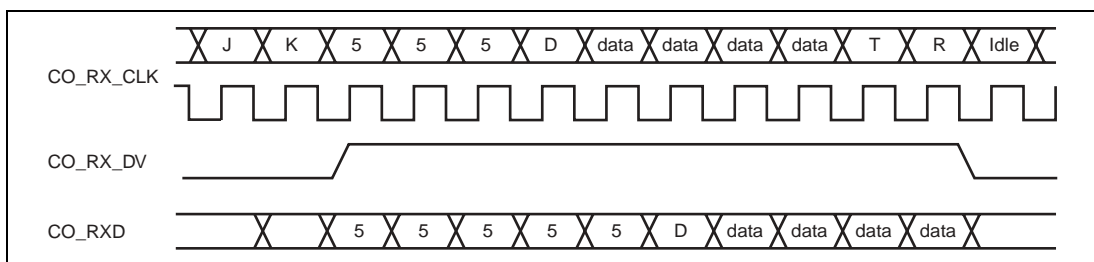 J K 5 5 5 D data data data data T R Idle
CO_RX_CLK
CO_RX_DV
CO_RXD 5 5 5 5 5 D data data data data